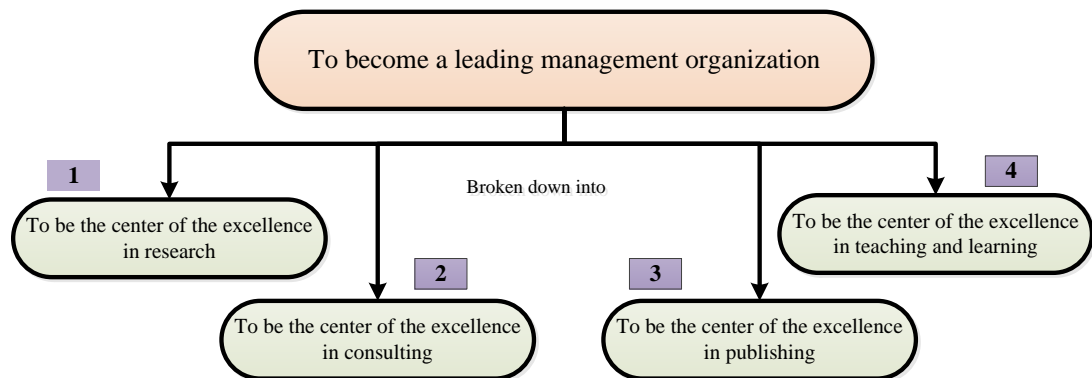 To become a leading management organization
1
To be the center of the excellence
in research
Broken down into
2
To be the center of the excellence
in consulting
3
To be the center of the excellence
in publishing
4
To be the center of the excellence
in teaching and learning